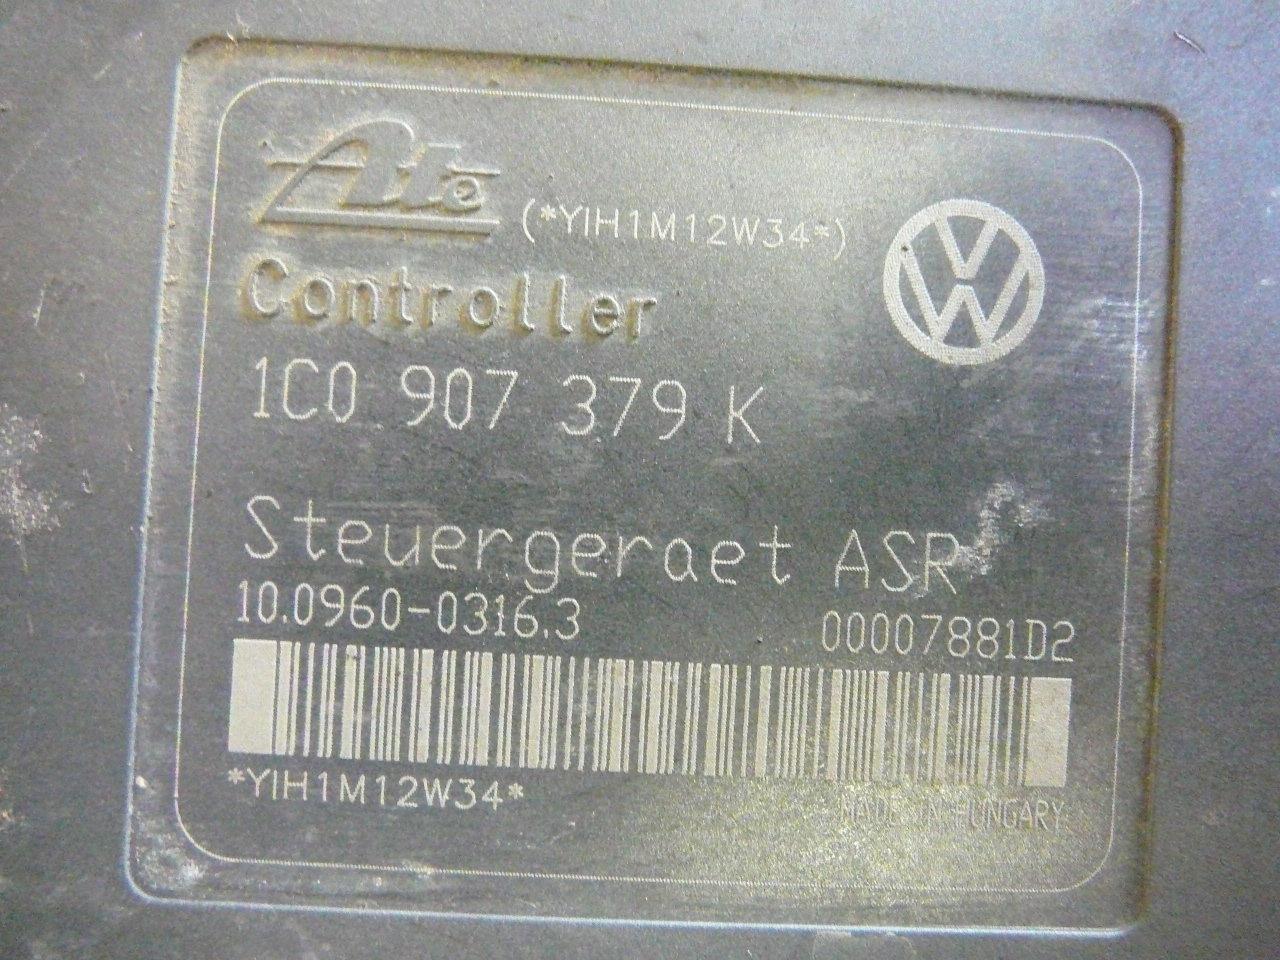 Ate (*YIH1M12W34*)
Controller
1C0 907 379 K
Steuergeraet ASR
10.0960-0316.3 00007881D2
*YIH1M12W34*
MADE IN HUNGARY